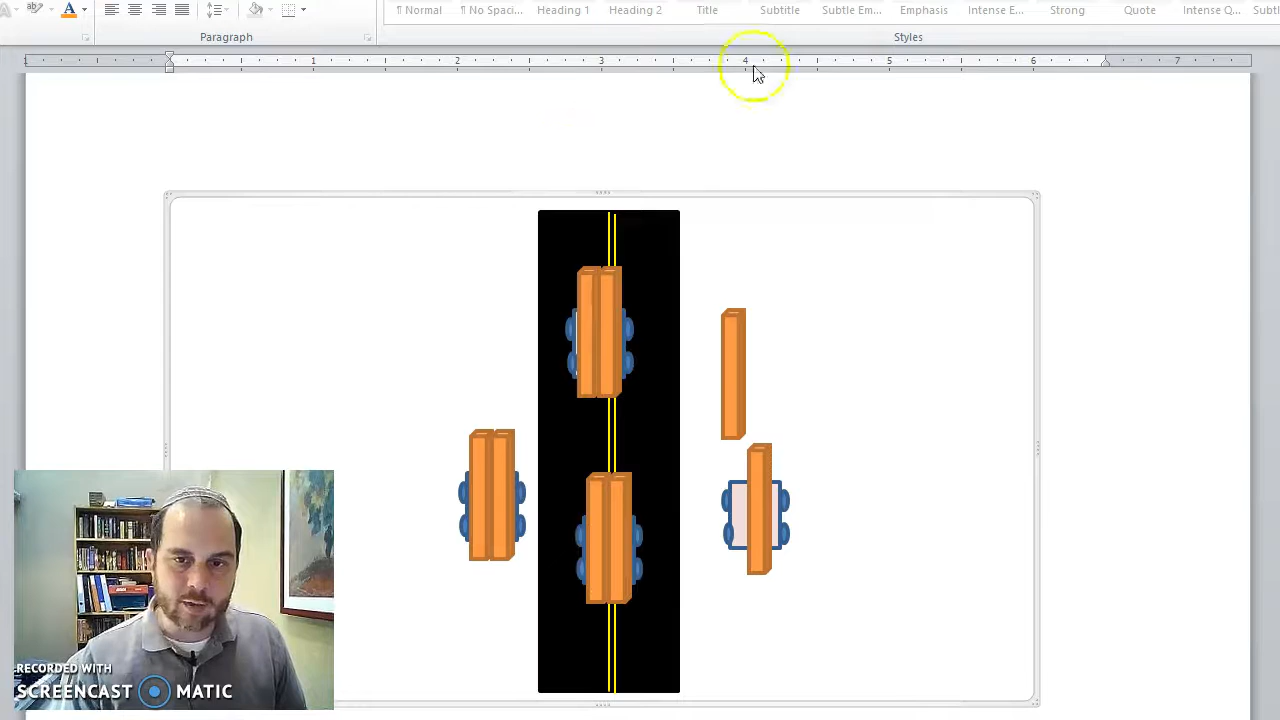 ¶ Normal ¶ No Spaci... Heading 1 Heading 2 Title Subtitle Subtle Em... Emphasis Intense E... Strong Quote Intense Q...
Paragraph Styles
1 2 3 4 5 6 7
RECORDED WITH
SCREENCAST MATIC